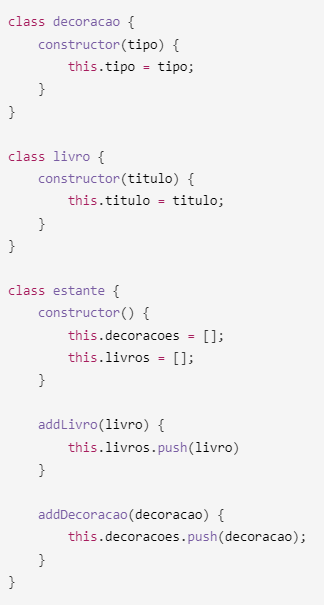 class decoracao {
    constructor(tipo) {
        this.tipo = tipo;
    }
}

class livro {
    constructor(titulo) {
        this.titulo = titulo;
    }
}

class estante {
    constructor() {
        this.decoracoes = [];
        this.livros = [];
    }

    addLivro(livro) {
        this.livros.push(livro)
    }

    addDecoracao(decoracao) {
        this.decoracoes.push(decoracao);
    }
}